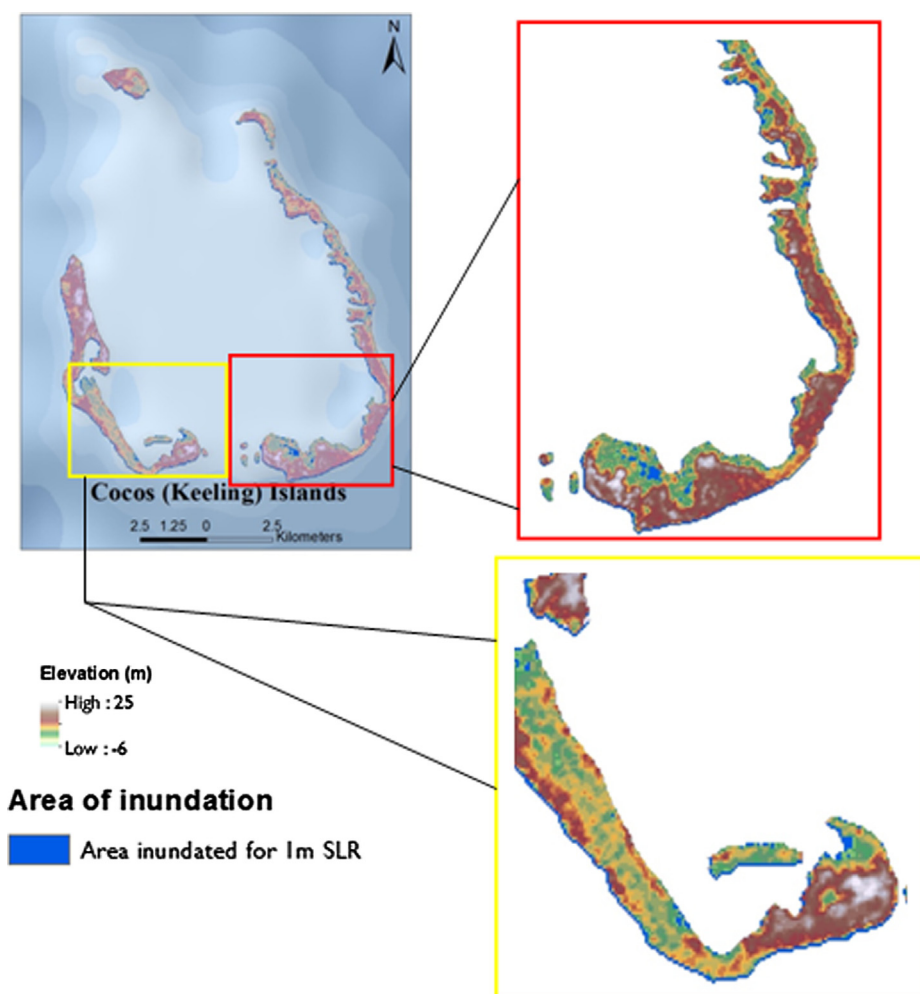 N
Cocos (Keeling) Islands
2.5 1.25 0 2.5
Kilometers
Elevation (m)
High : 25
Low : -6
Area of inundation
Area inundated for 1m SLR